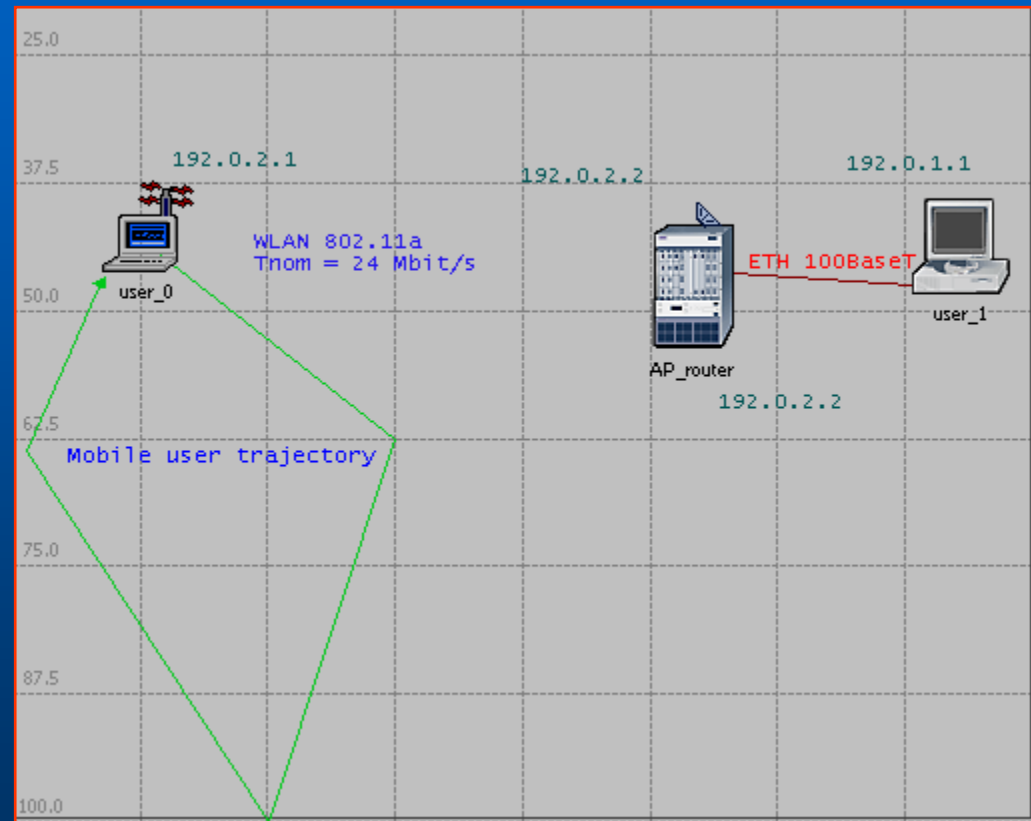 25.0
192.0.2.1
192.0.2.2
192.0.1.1
37.5
WLAN 802.11a
Tnom = 24 Mbit/s
ETH 100BaseT
user_0
50.0
user_1
AP_router
192.0.2.2
62.5
Mobile user trajectory
75.0
87.5
100.0